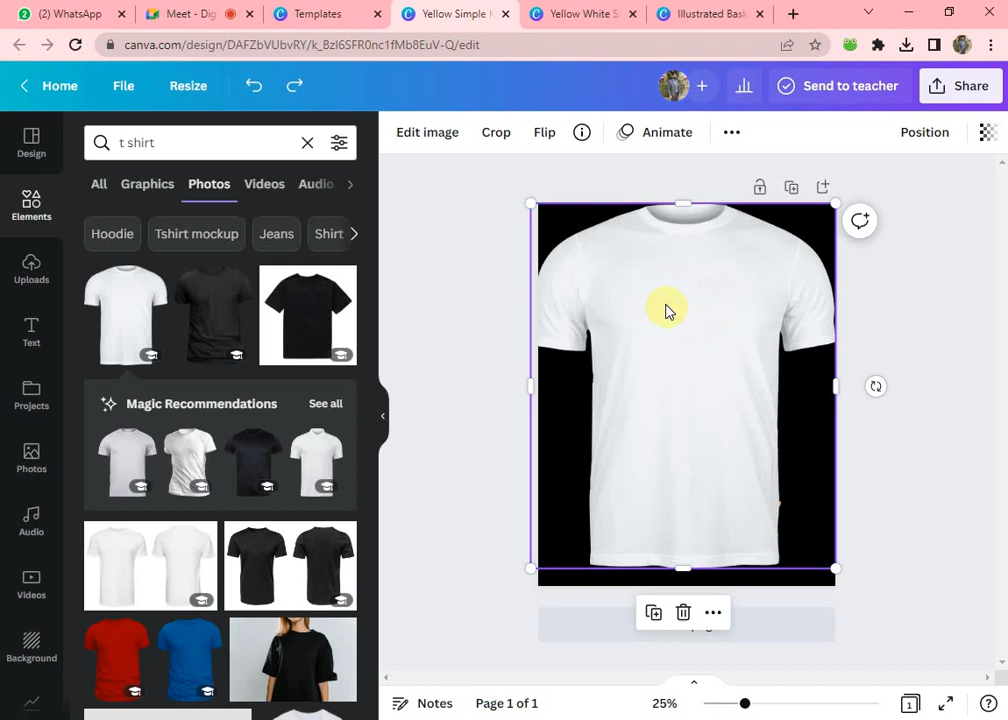 (2) WhatsApp
Meet - Dig
Templates
Yellow Simple
Yellow White S
Illustrated Bas
canva.com/design/DAFZbVUbvRY/k_BzI6SFR0nc1fMb8EuV-Q/edit
Home
File
Resize
Send to teacher
Share
Design
Elements
Uploads
Text
Projects
Photos
Audio
Videos
Background
t shirt
All
Graphics
Photos
Videos
Audio
Hoodie
Tshirt mockup
Jeans
Shirt
Magic Recommendations
See all
Edit image
Crop
Flip
Animate
Position
Notes
Page 1 of 1
25%
1